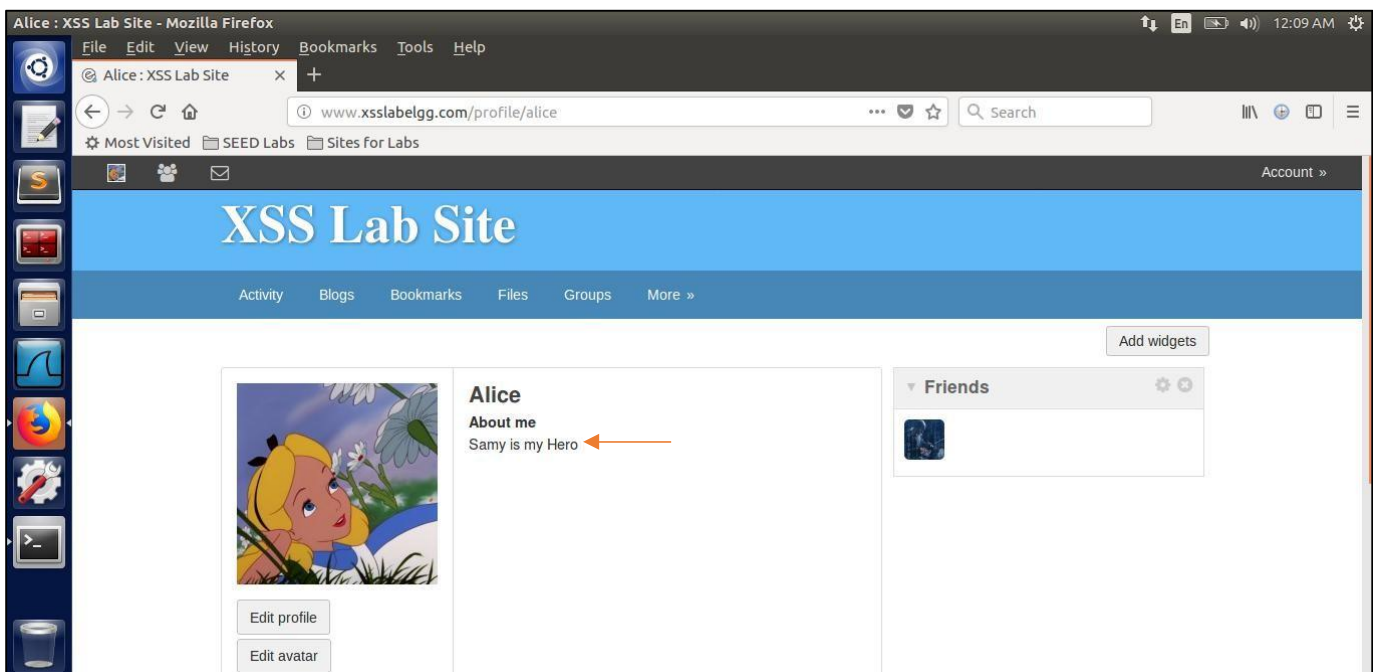 Alice : XSS Lab Site - Mozilla Firefox
En
12:09 AM
File Edit View History Bookmarks Tools Help
Alice : XSS Lab Site × +
www.xsslabelgg.com/profile/alice
Search
Most Visited SEED Labs Sites for Labs
Account »
XSS Lab Site
Activity Blogs Bookmarks Files Groups More »
Add widgets
Alice
About me
Samy is my Hero
Friends
Edit profile
Edit avatar